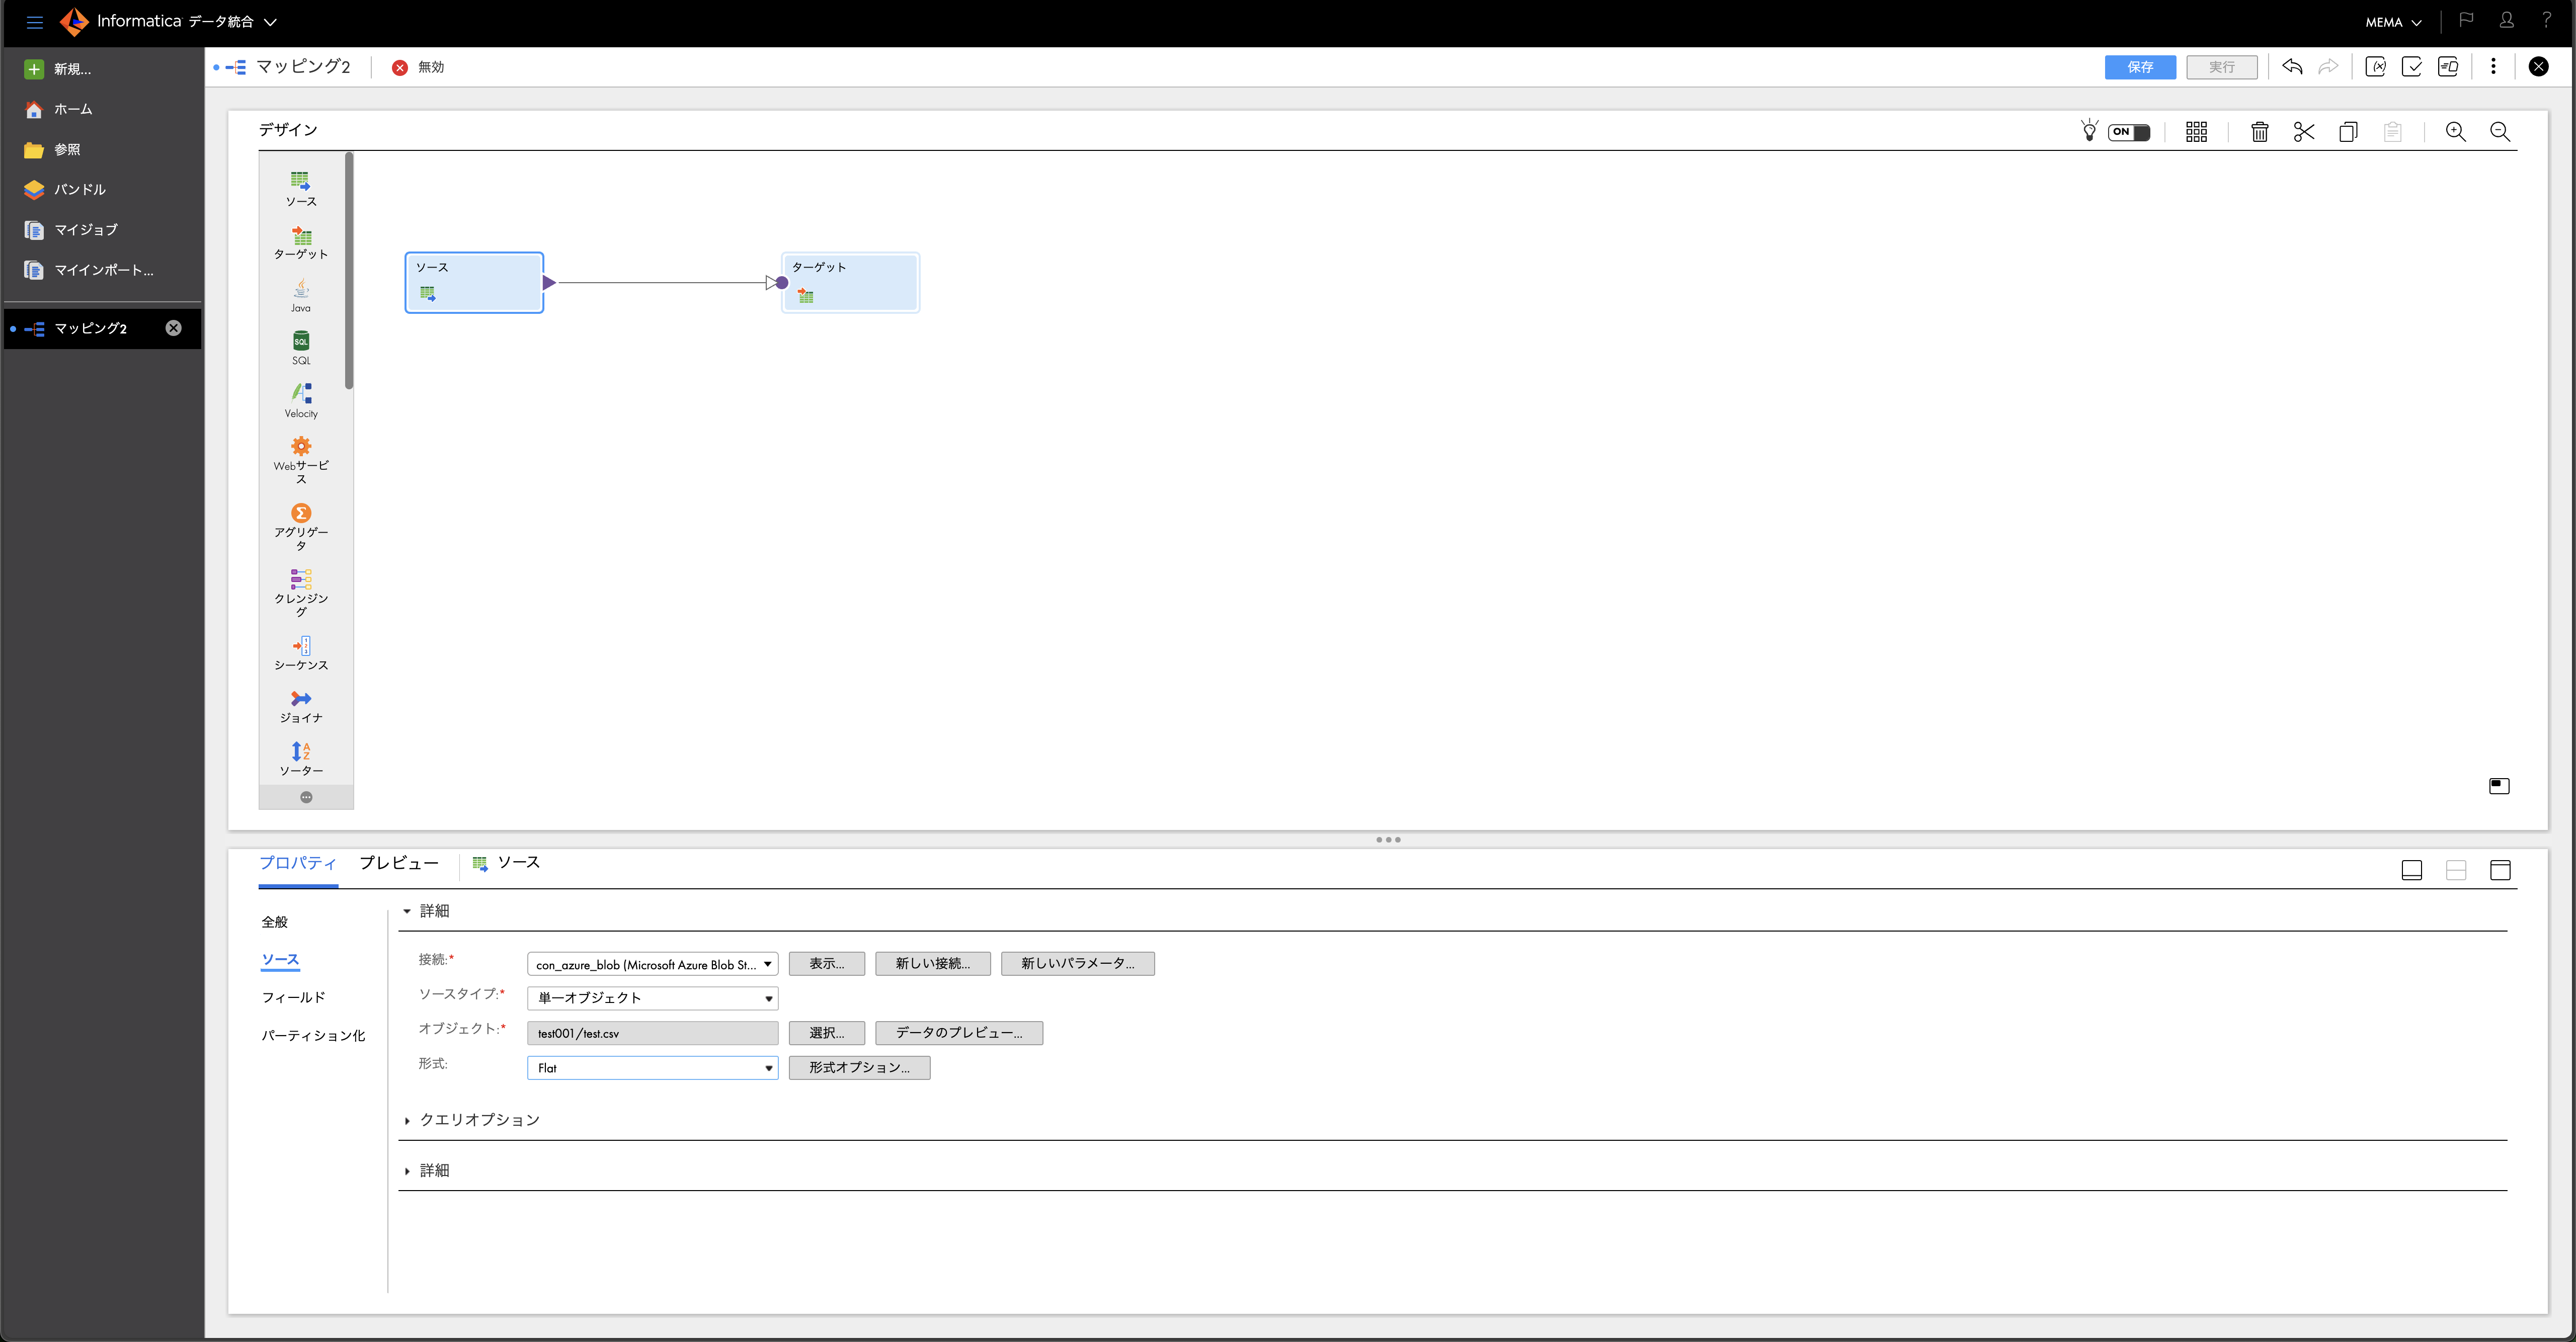 Informatica データ統合
MEMA
?
新規...
ホーム
参照
バンドル
マイジョブ
マイインポート...
マッピング2
マッピング2
無効
保存
実行
デザイン
ON
ソース
ターゲット
Java
SQL
SQL
Velocity
Webサービ
ス
Σ
アグリゲー
タ
クレンジン
グ
シーケンス
ジョイナ
A
Z
ソーター
ソース
ターゲット
プロパティ
プレビュー
ソース
全般
ソース
フィールド
パーティション化
詳細
接続:*
con_azure_blob (Microsoft Azure Blob St...
表示...
新しい接続...
新しいパラメータ...
ソースタイプ:*
単一オブジェクト
オブジェクト:*
test001/test.csv
選択...
データのプレビュー...
形式:
Flat
形式オプション...
クエリオプション
詳細